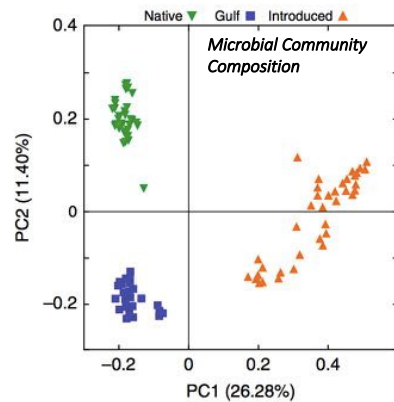 Native Gulf Introduced
Microbial Community
Composition
0.4
0.2
0
−0.2
PC2 (11.40%)
−0.2 0 0.2 0.4
PC1 (26.28%)